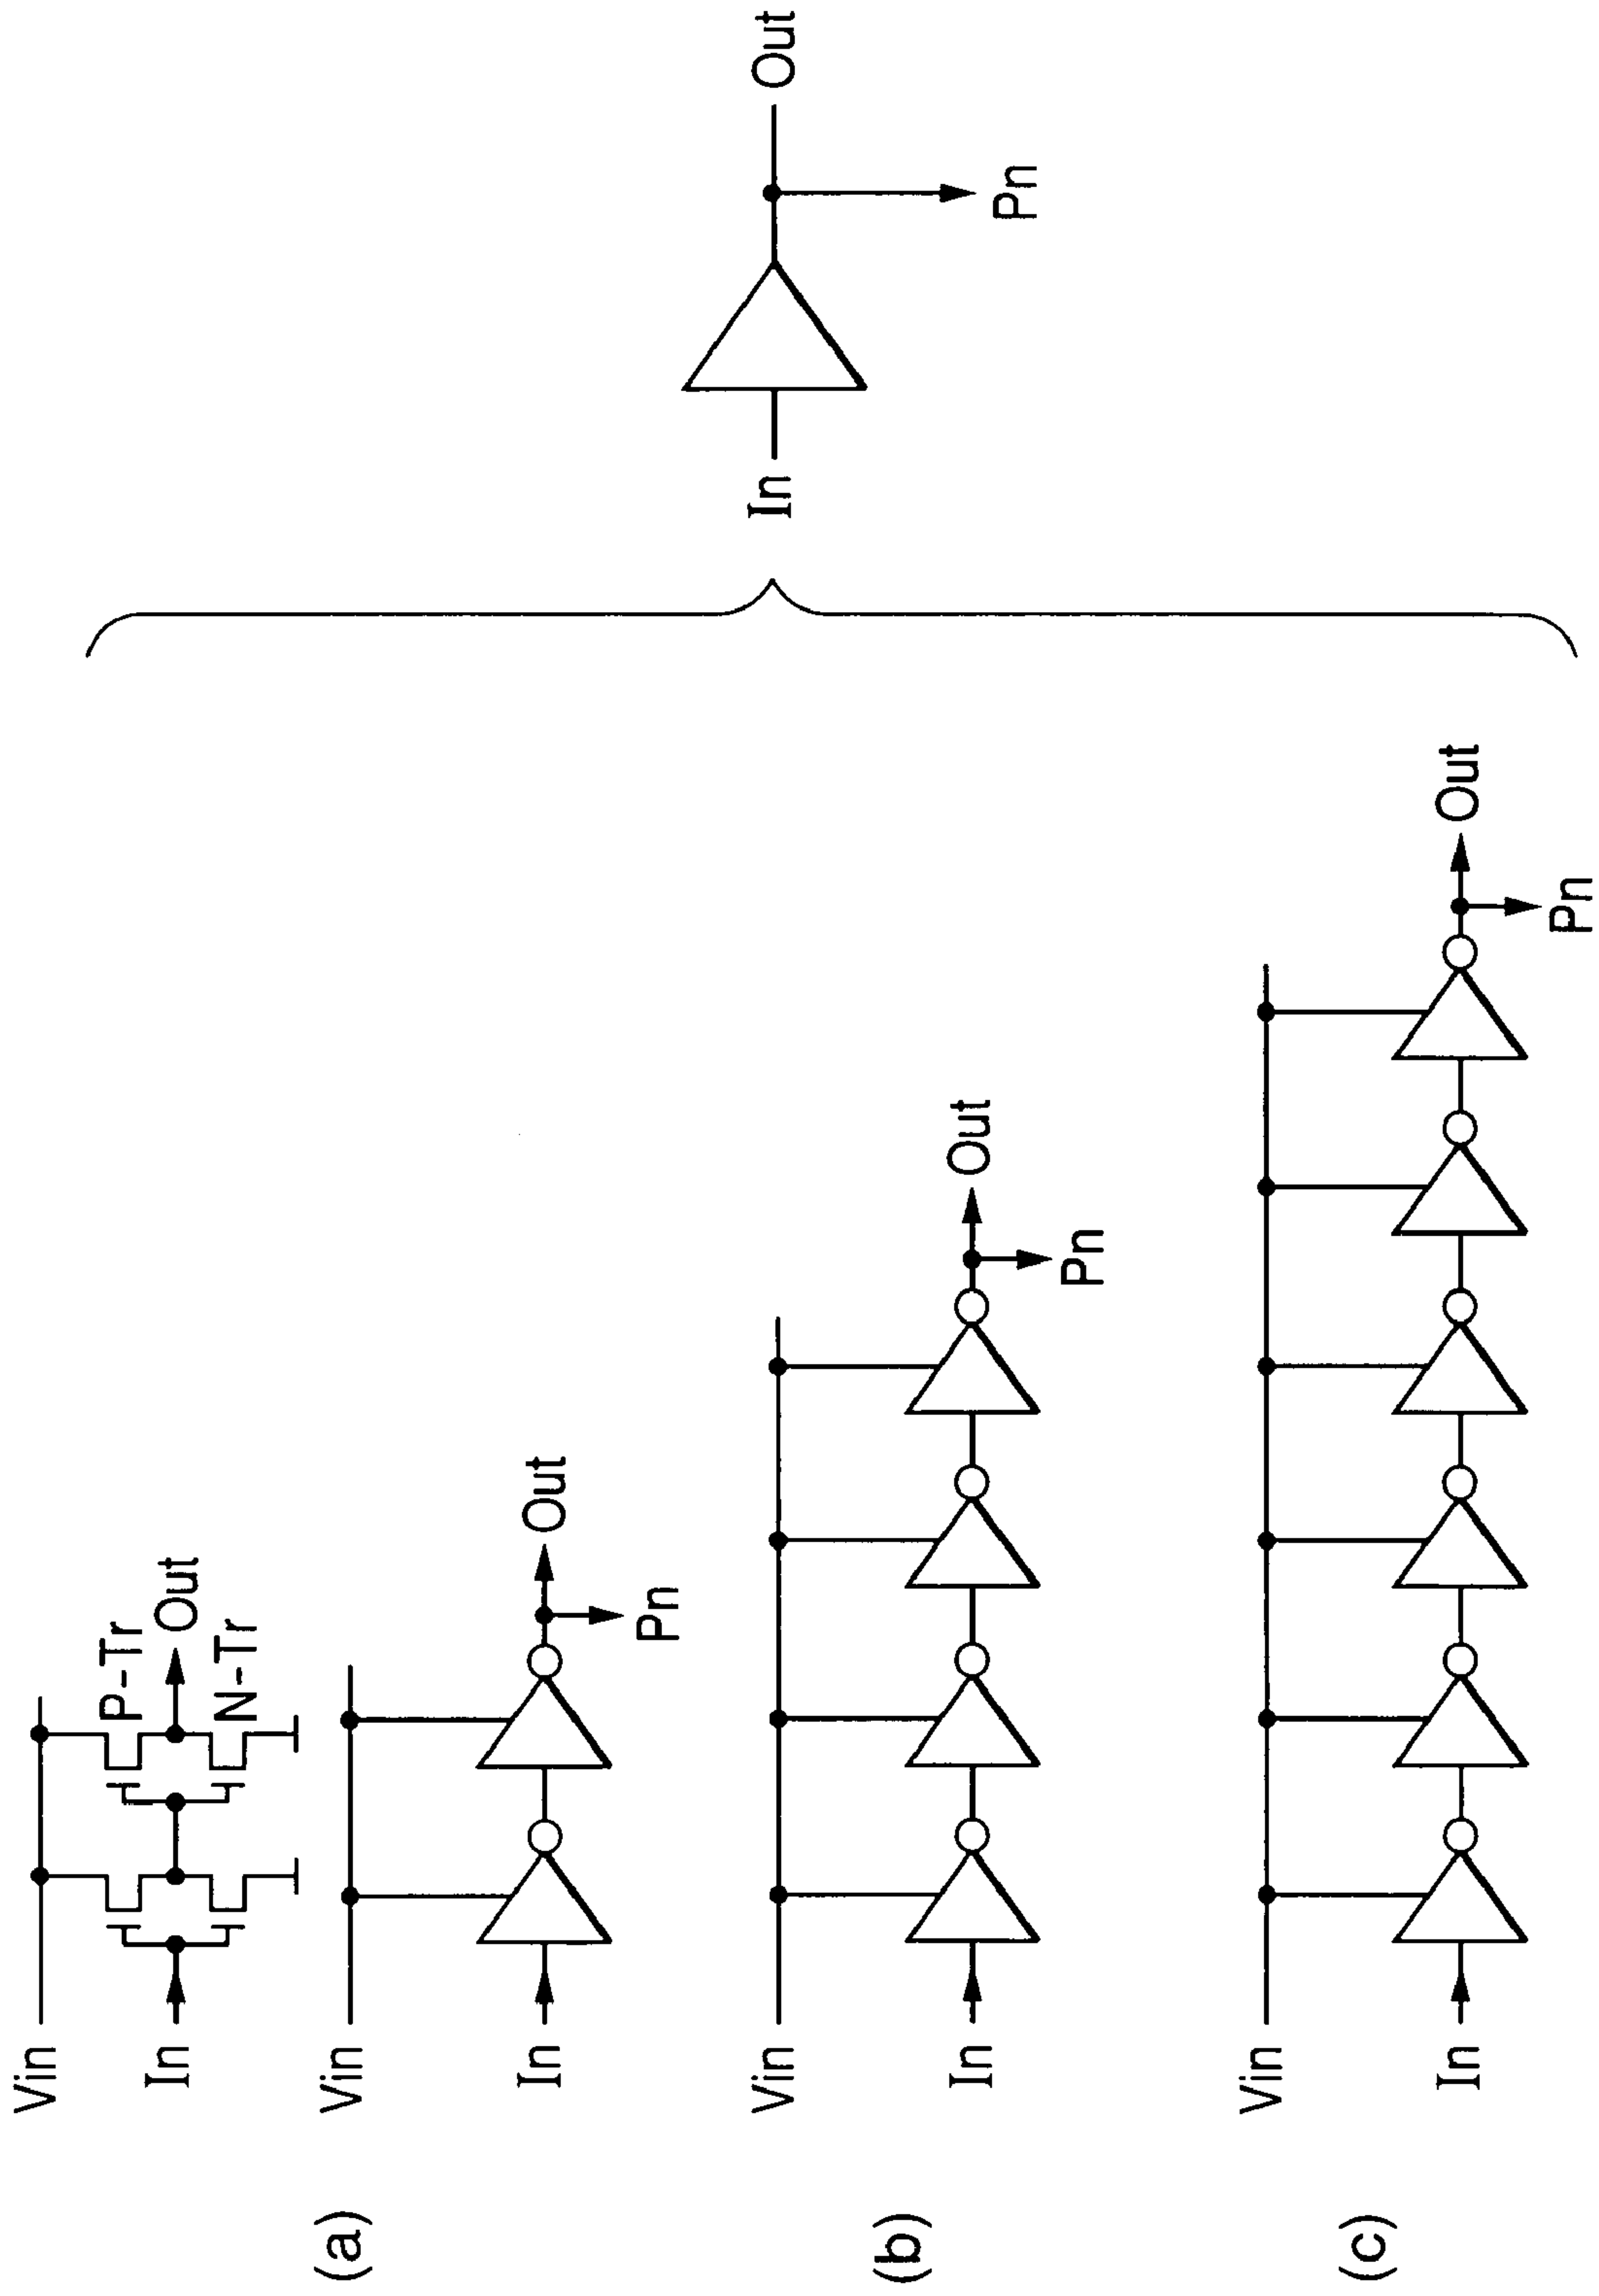 (a)
Vin
P-Tr
In
Out
N-Tr
Vin
In
Out
Pn
(b)
Vin
In
Out
Pn
(c)
Vin
In
Out
Pn
In
Out
Pn